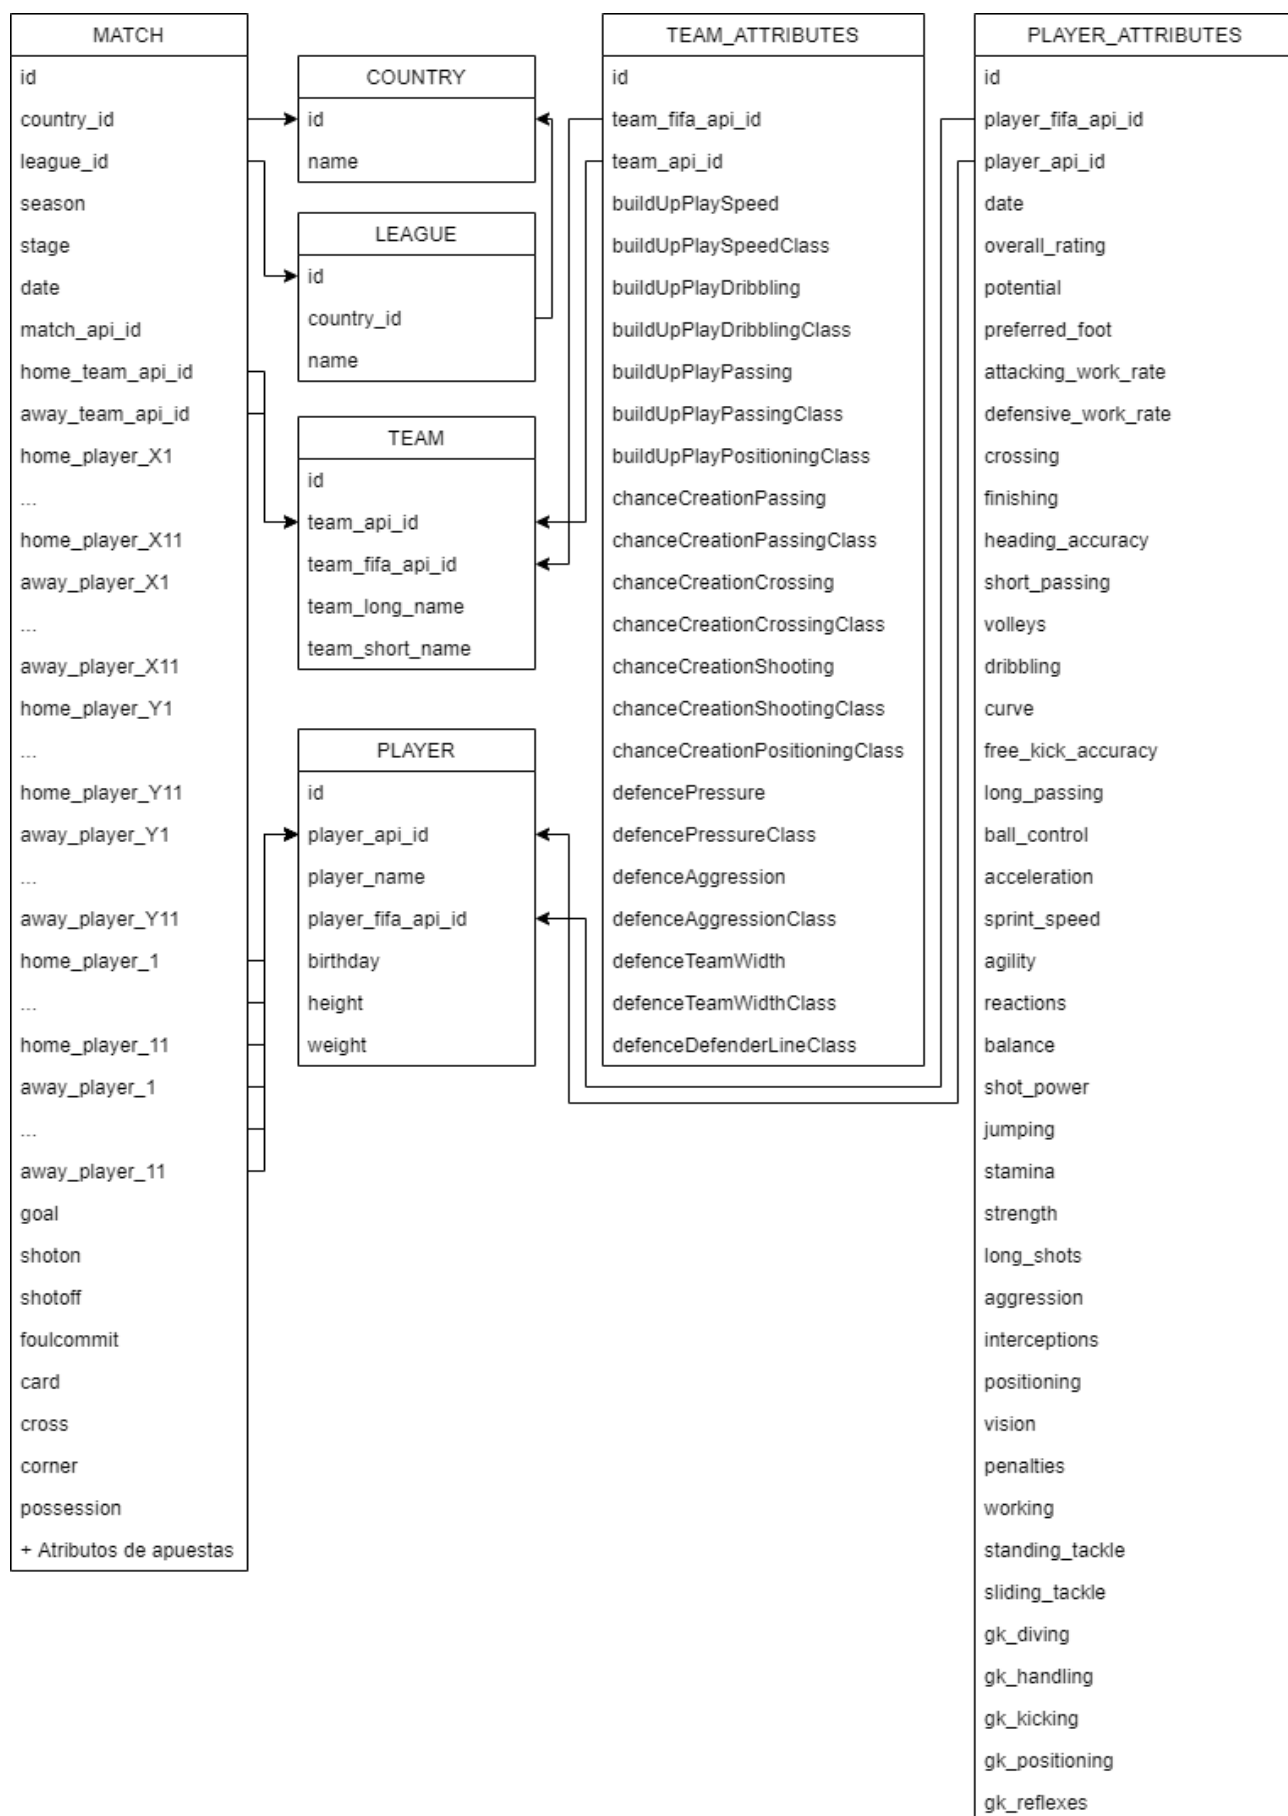 MATCH
id
country_id
league_id
season
stage
date
match_api_id
home_team_api_id
away_team_api_id
home_player_X1
...
home_player_X11
away_player_X1
...
away_player_X11
home_player_Y1
...
home_player_Y11
away_player_Y1
...
away_player_Y11
home_player_1
...
home_player_11
away_player_1
...
away_player_11
goal
shoton
shotoff
foulcommit
card
cross
corner
possession
+ Atributos de apuestas
COUNTRY
id
name
LEAGUE
id
country_id
name
TEAM
id
team_api_id
team_fifa_api_id
team_long_name
team_short_name
PLAYER
id
player_api_id
player_name
player_fifa_api_id
birthday
height
weight
TEAM_ATTRIBUTES
id
team_fifa_api_id
team_api_id
buildUpPlaySpeed
buildUpPlaySpeedClass
buildUpPlayDribbling
buildUpPlayDribblingClass
buildUpPlayPassing
buildUpPlayPassingClass
buildUpPlayPositioningClass
chanceCreationPassing
chanceCreationPassingClass
chanceCreationCrossing
chanceCreationCrossingClass
chanceCreationShooting
chanceCreationShootingClass
chanceCreationPositioningClass
defencePressure
defencePressureClass
defenceAggression
defenceAggressionClass
defenceTeamWidth
defenceTeamWidthClass
defenceDefenderLineClass
PLAYER_ATTRIBUTES
id
player_fifa_api_id
player_api_id
date
overall_rating
potential
preferred_foot
attacking_work_rate
defensive_work_rate
crossing
finishing
heading_accuracy
short_passing
volleys
dribbling
curve
free_kick_accuracy
long_passing
ball_control
acceleration
sprint_speed
agility
reactions
balance
shot_power
jumping
stamina
strength
long_shots
aggression
interceptions
positioning
vision
penalties
working
standing_tackle
sliding_tackle
gk_diving
gk_handling
gk_kicking
gk_positioning
gk_reflexes